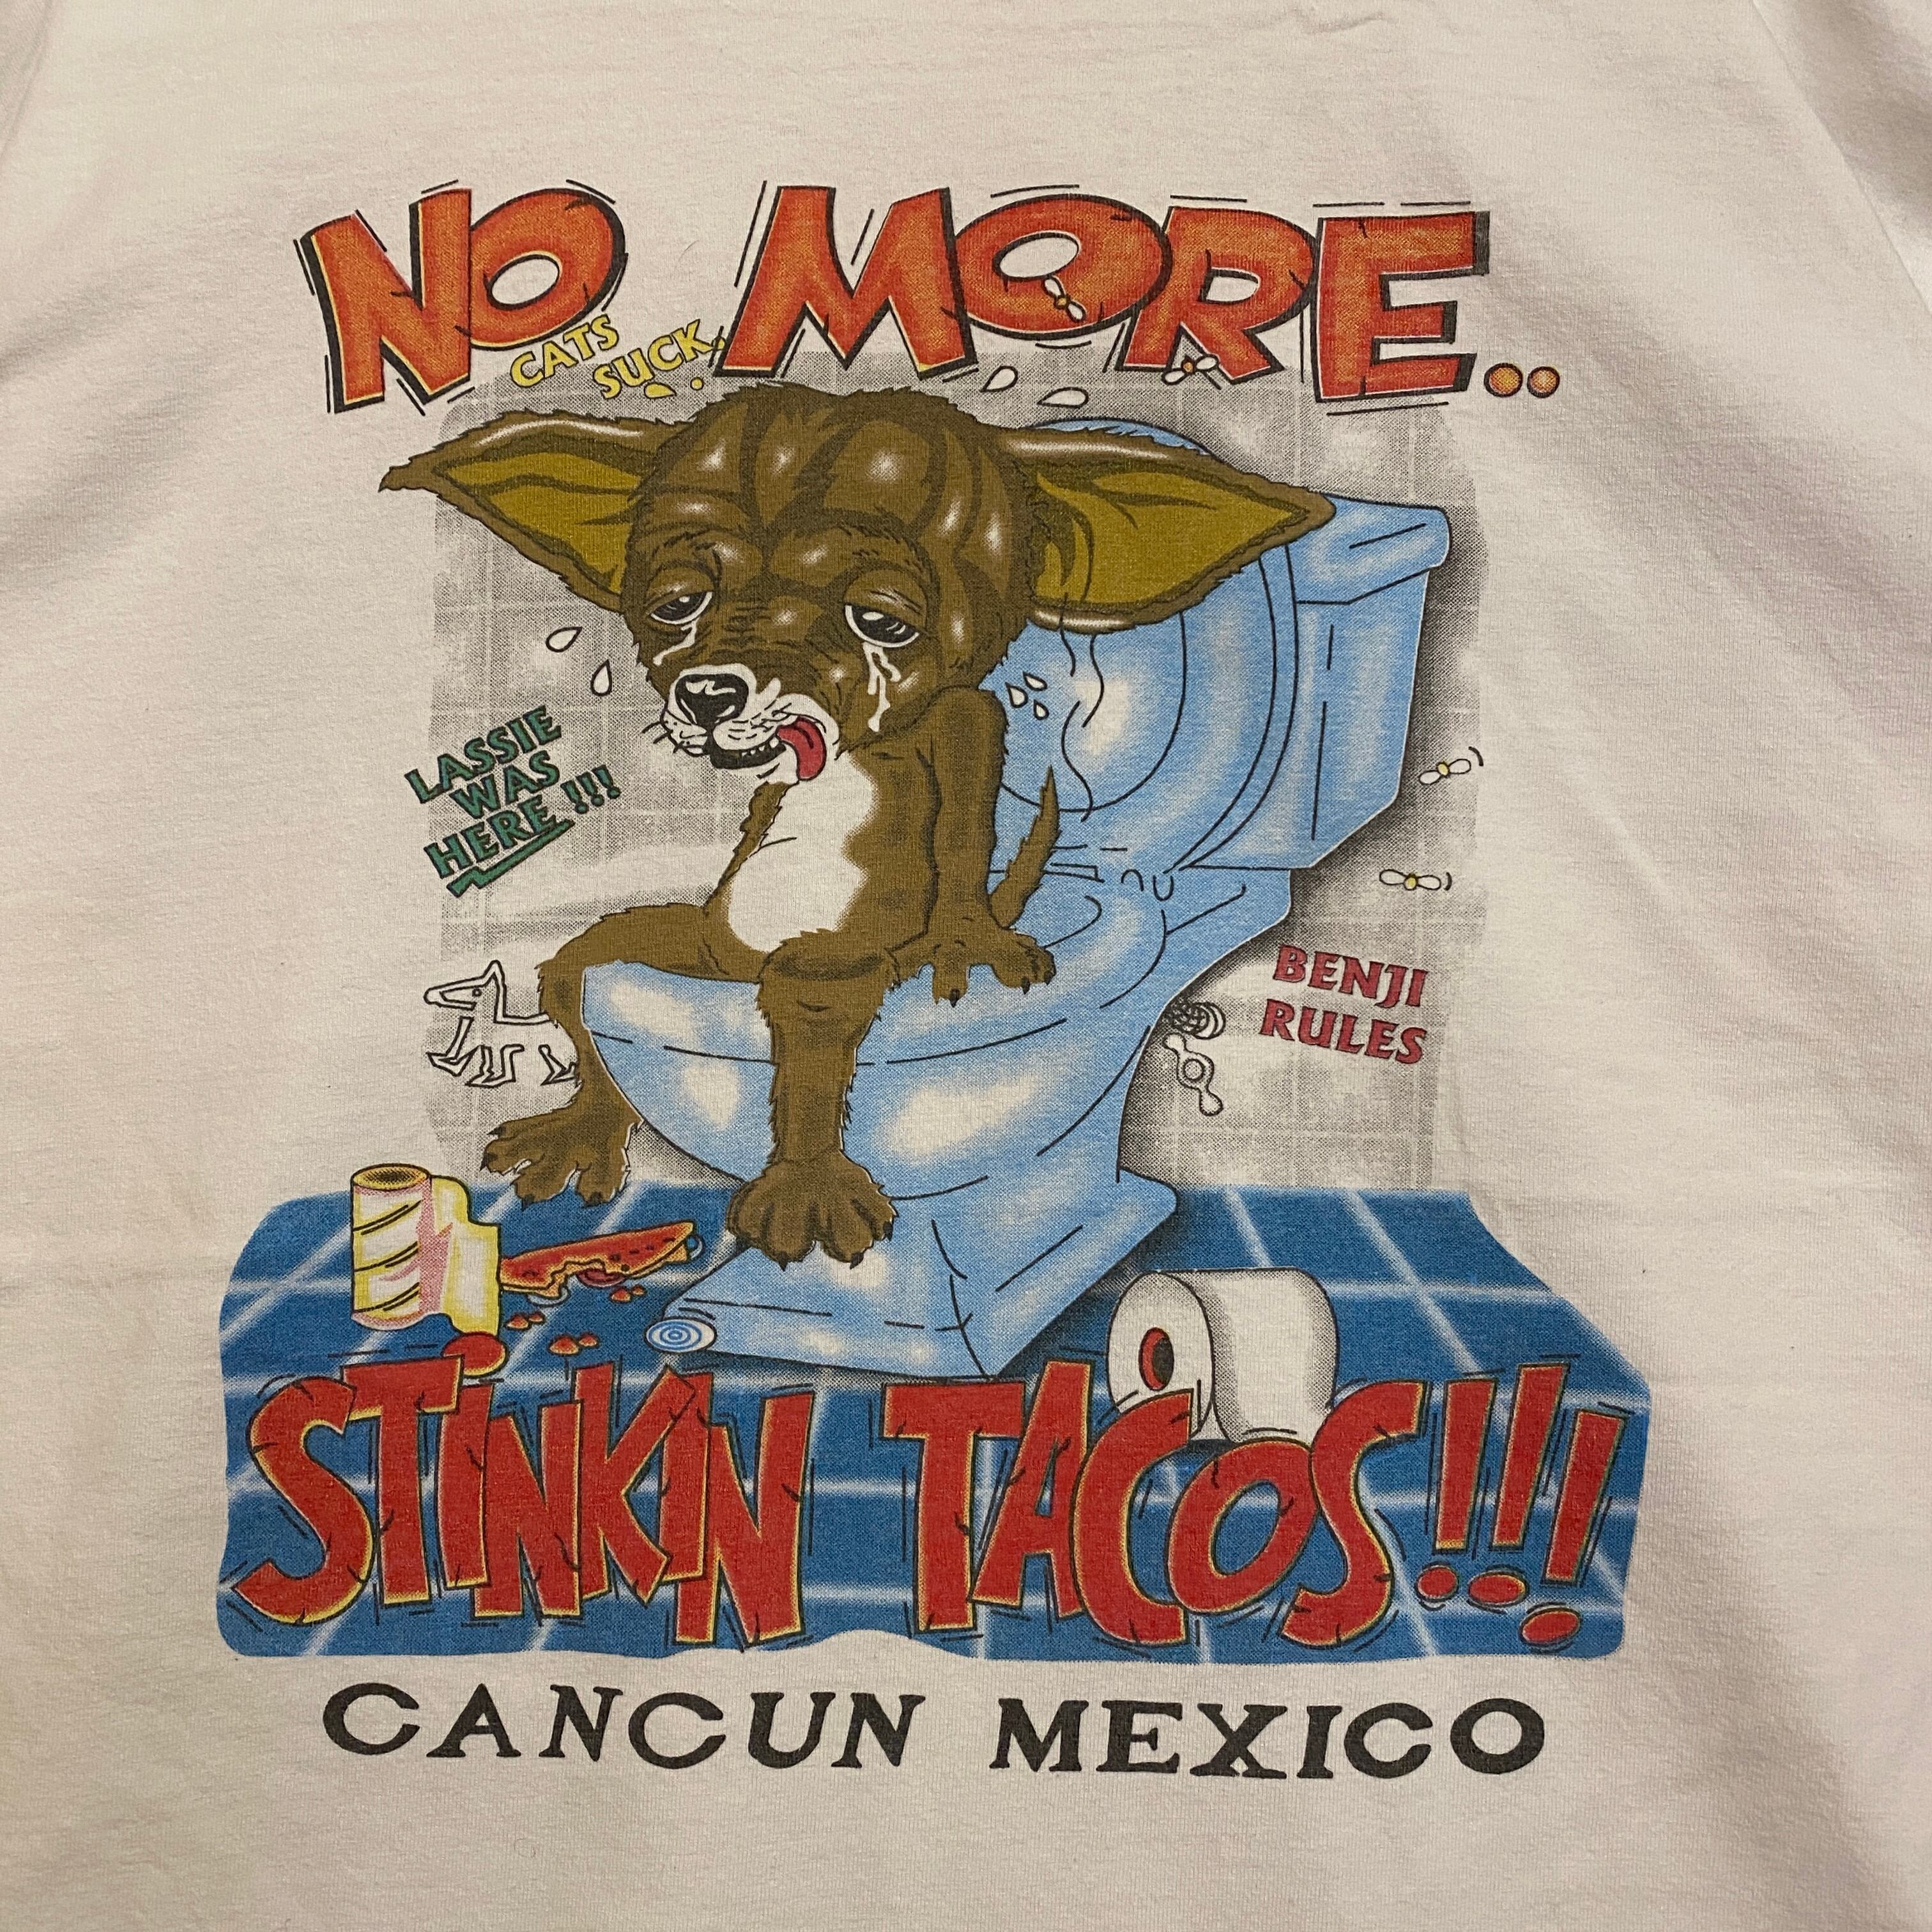 NO MORE..
CATS
SUCK.
LASSIE
WAS
HERE!!!
BENJI
RULES
STINKIN TACOS!!!
CANCUN MEXICO